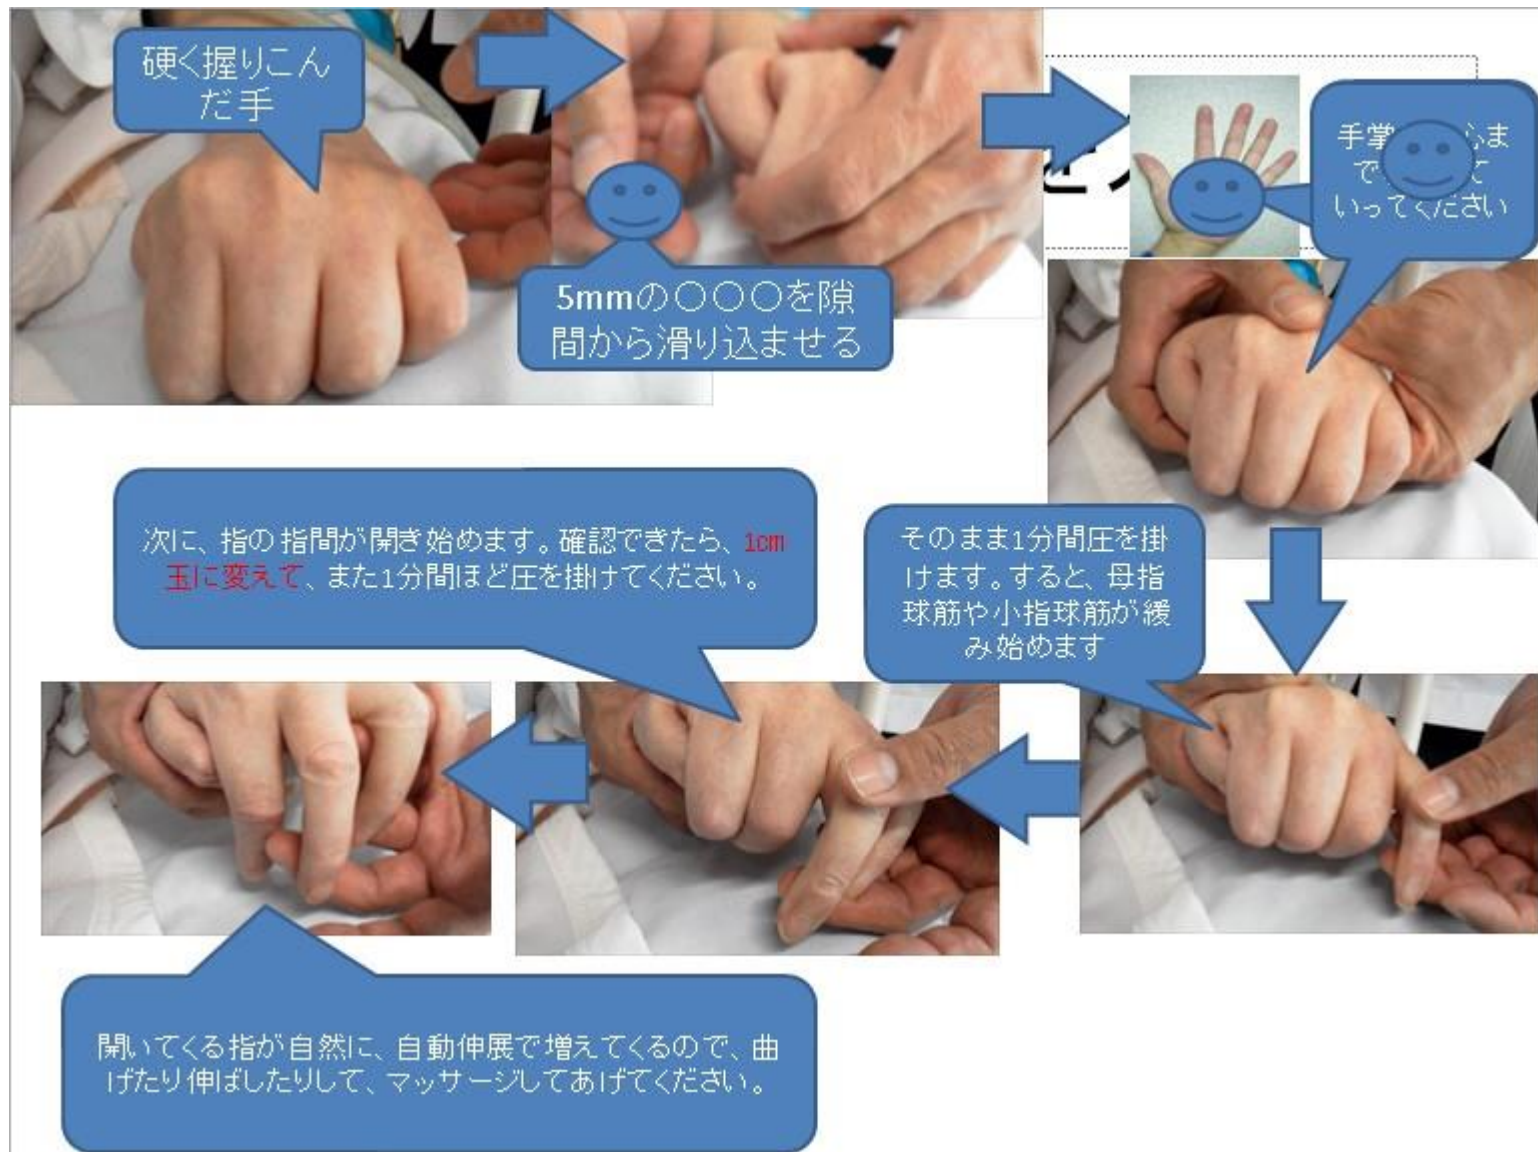 硬く握りこん
だ手
5mmの〇〇〇を隙
間から滑り込ませる
手掌
心ま
で
て
いってください
そのまま1分間圧を掛
けます。すると、母指
球筋や小指球筋が緩
み始めます
次に、指の指間が開き始めます。確認できたら、1cm
玉に変えて、また1分間ほど圧を掛けてください。
開いてくる指が自然に、自動伸展で増えてくるので、曲
げたり伸ばしたりして、マッサージしてあげてください。